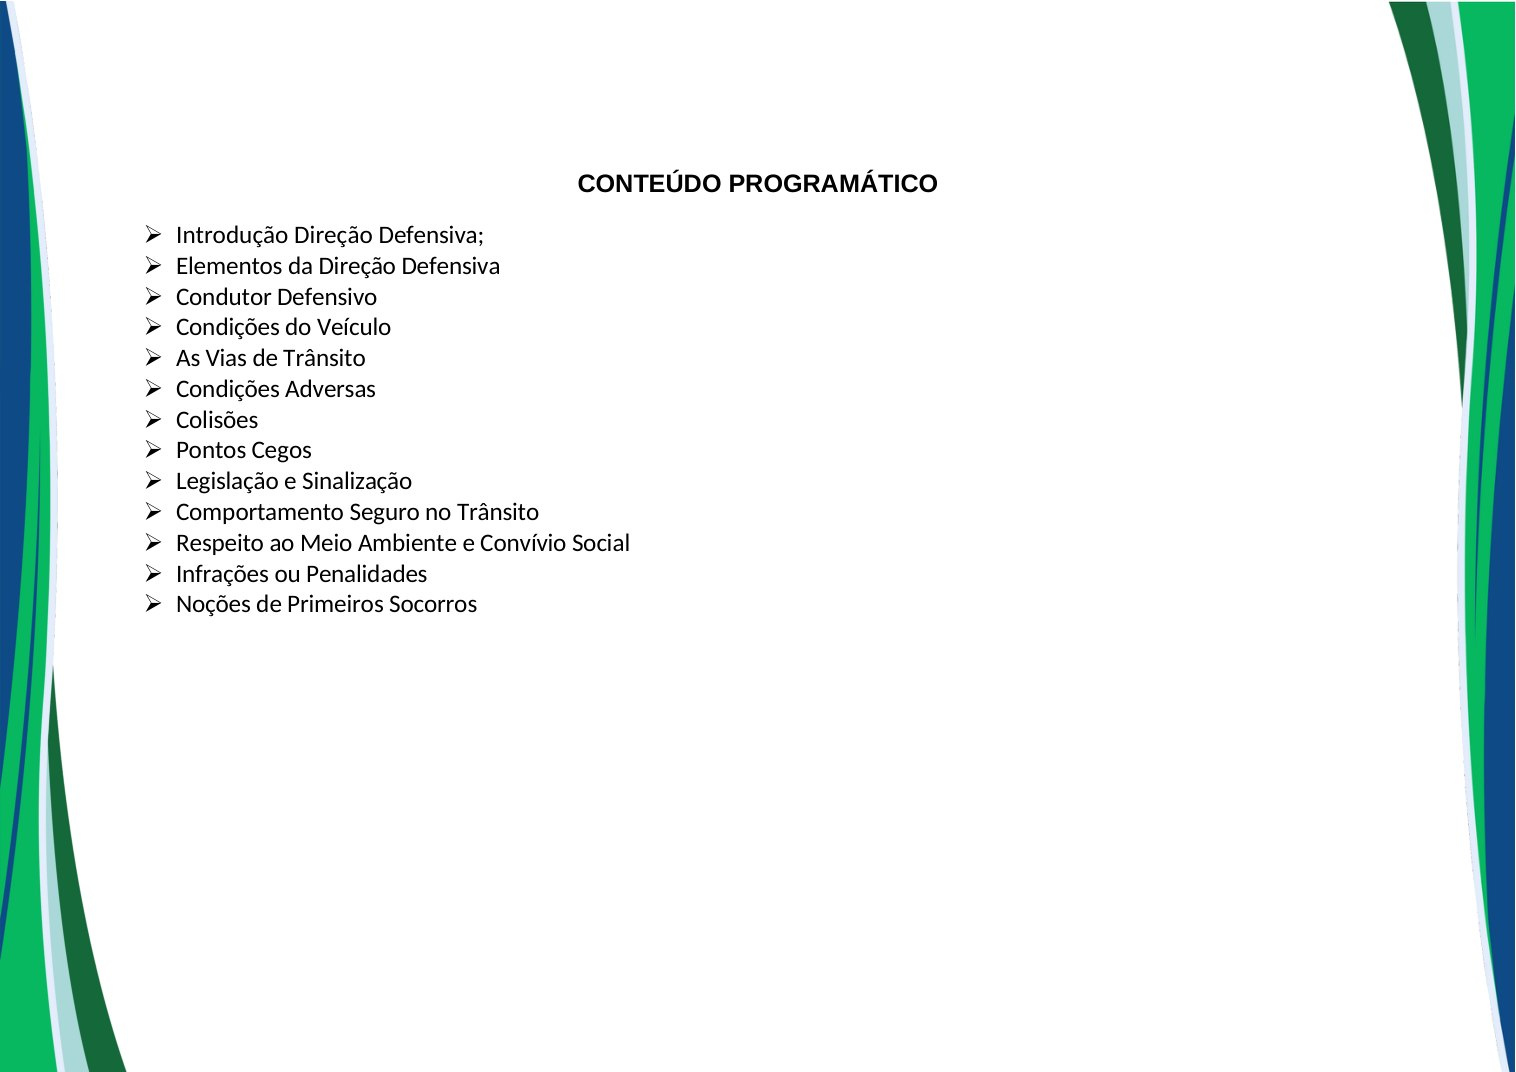 CONTEÚDO PROGRAMÁTICO
➢ Introdução Direção Defensiva;
➢ Elementos da Direção Defensiva
➢ Condutor Defensivo
➢ Condições do Veículo
➢ As Vias de Trânsito
➢ Condições Adversas
➢ Colisões
➢ Pontos Cegos
➢ Legislação e Sinalização
➢ Comportamento Seguro no Trânsito
➢ Respeito ao Meio Ambiente e Convívio Social
➢ Infrações ou Penalidades
➢ Noções de Primeiros Socorros